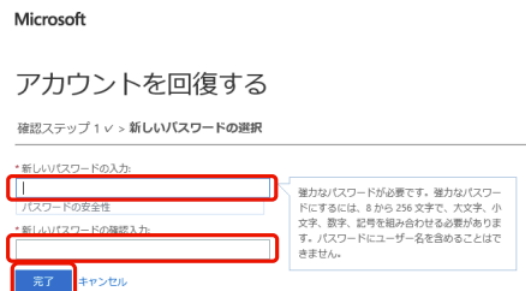 Microsoft
アカウントを回復する
確認ステップ 1 ✓ > 新しいパスワードの選択
* 新しいパスワードの入力:
パスワードの安全性
* 新しいパスワードの確認入力:
完了 キャンセル
強力なパスワードが必要です。強力なパスワー
ドにするには、8 から 256 文字で、大文字、小
文字、数字、記号を組み合わせる必要がありま
す。パスワードにユーザー名を含めることはで
きません。